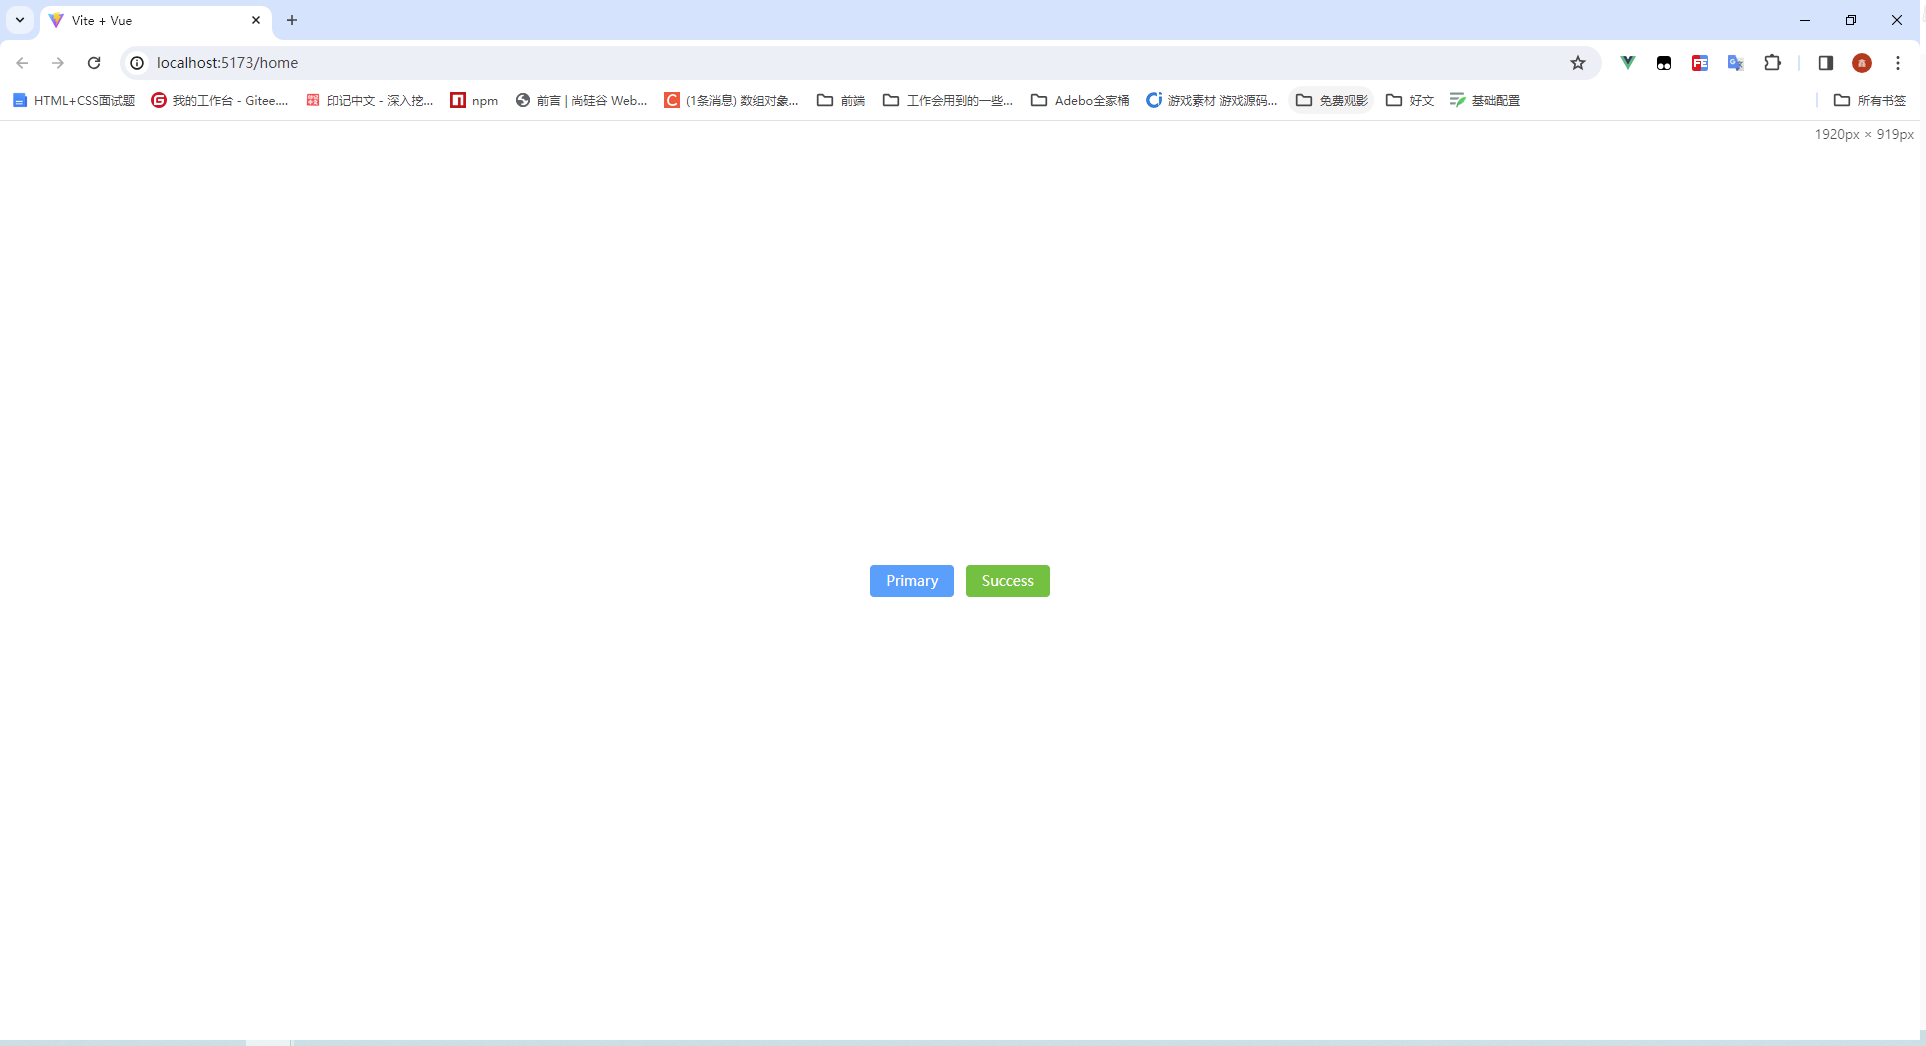 Vite + Vue
localhost:5173/home
HTML+CSS面试题 我的工作台 - Gitee.... 印记中文 - 深入挖... npm 前言 | 尚硅谷 Web... (1条消息) 数组对象... 前端 工作会用到的一些... Adebo全家桶 游戏素材 游戏源码... 免费观影 好文 基础配置 所有书签
1920px × 919px
Primary Success